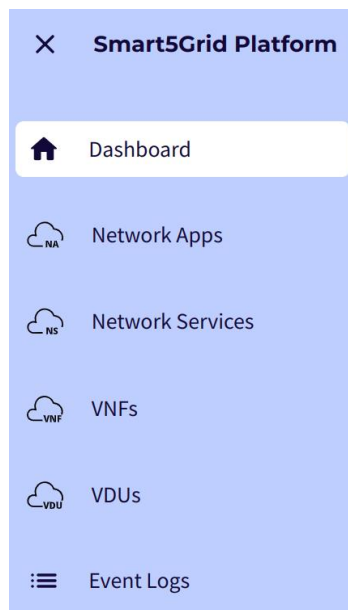 Smart5Grid Platform
Dashboard
NA Network Apps
NS Network Services
VNF VNFs
VDU VDUs
Event Logs